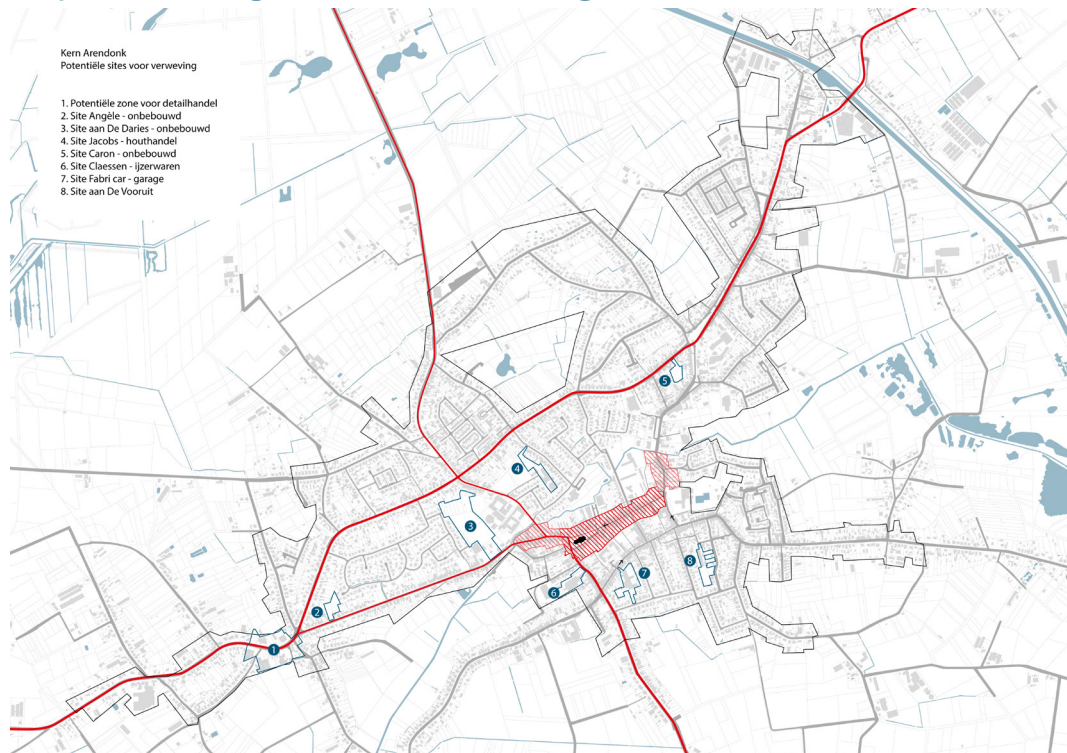 Kern Arendonk
Potentiële sites voor verweving
1. Potentiële zone voor detailhandel
2. Site Angèle - onbebouwd
3. Site aan De Daries - onbebouwd
4. Site Jacobs - houthandel
5. Site Caron - onbebouwd
6. Site Claessen - ijzerwaren
7. Site Fabri car - garage
8. Site aan De Vooruit
5
4
3
8
7
6
2
1